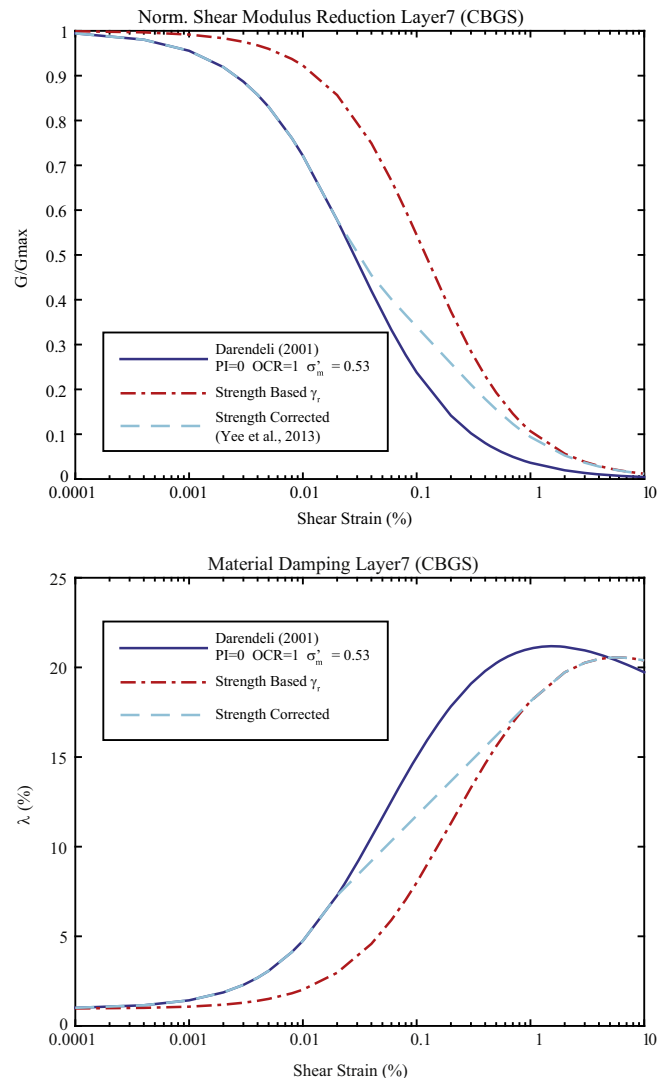 Norm. Shear Modulus Reduction Layer7 (CBGS)
1
0.9
0.8
0.7
0.6
0.5
0.4
0.3
0.2
0.1
0
G/Gmax
Darendeli (2001)
PI=0 OCR=1 σ'm = 0.53
Strength Based γr
Strength Corrected
(Yee et al., 2013)
0.0001 0.001 0.01 0.1 1 10
Shear Strain (%)
Material Damping Layer7 (CBGS)
25
20
15
10
5
0
λ (%)
Darendeli (2001)
PI=0 OCR=1 σ'm = 0.53
Strength Based γr
Strength Corrected
0.0001 0.001 0.01 0.1 1 10
Shear Strain (%)